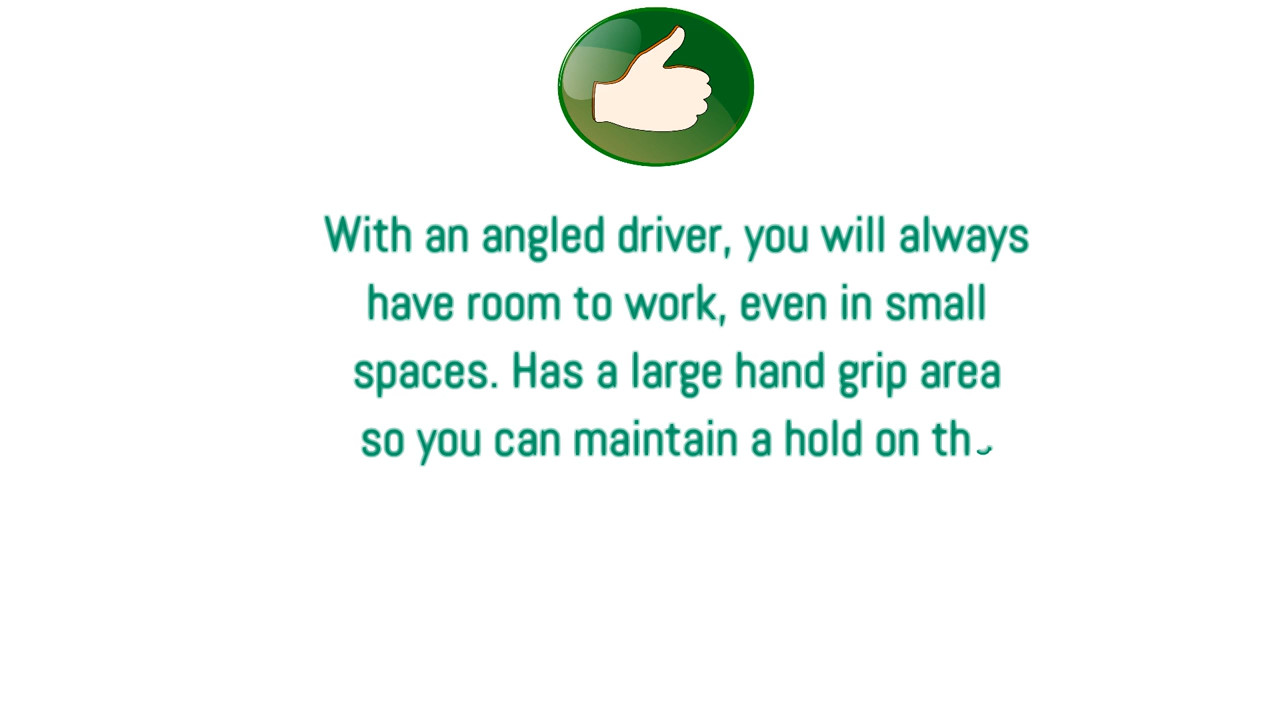 With an angled driver, you will always
have room to work, even in small
spaces. Has a large hand grip area
so you can maintain a hold on th